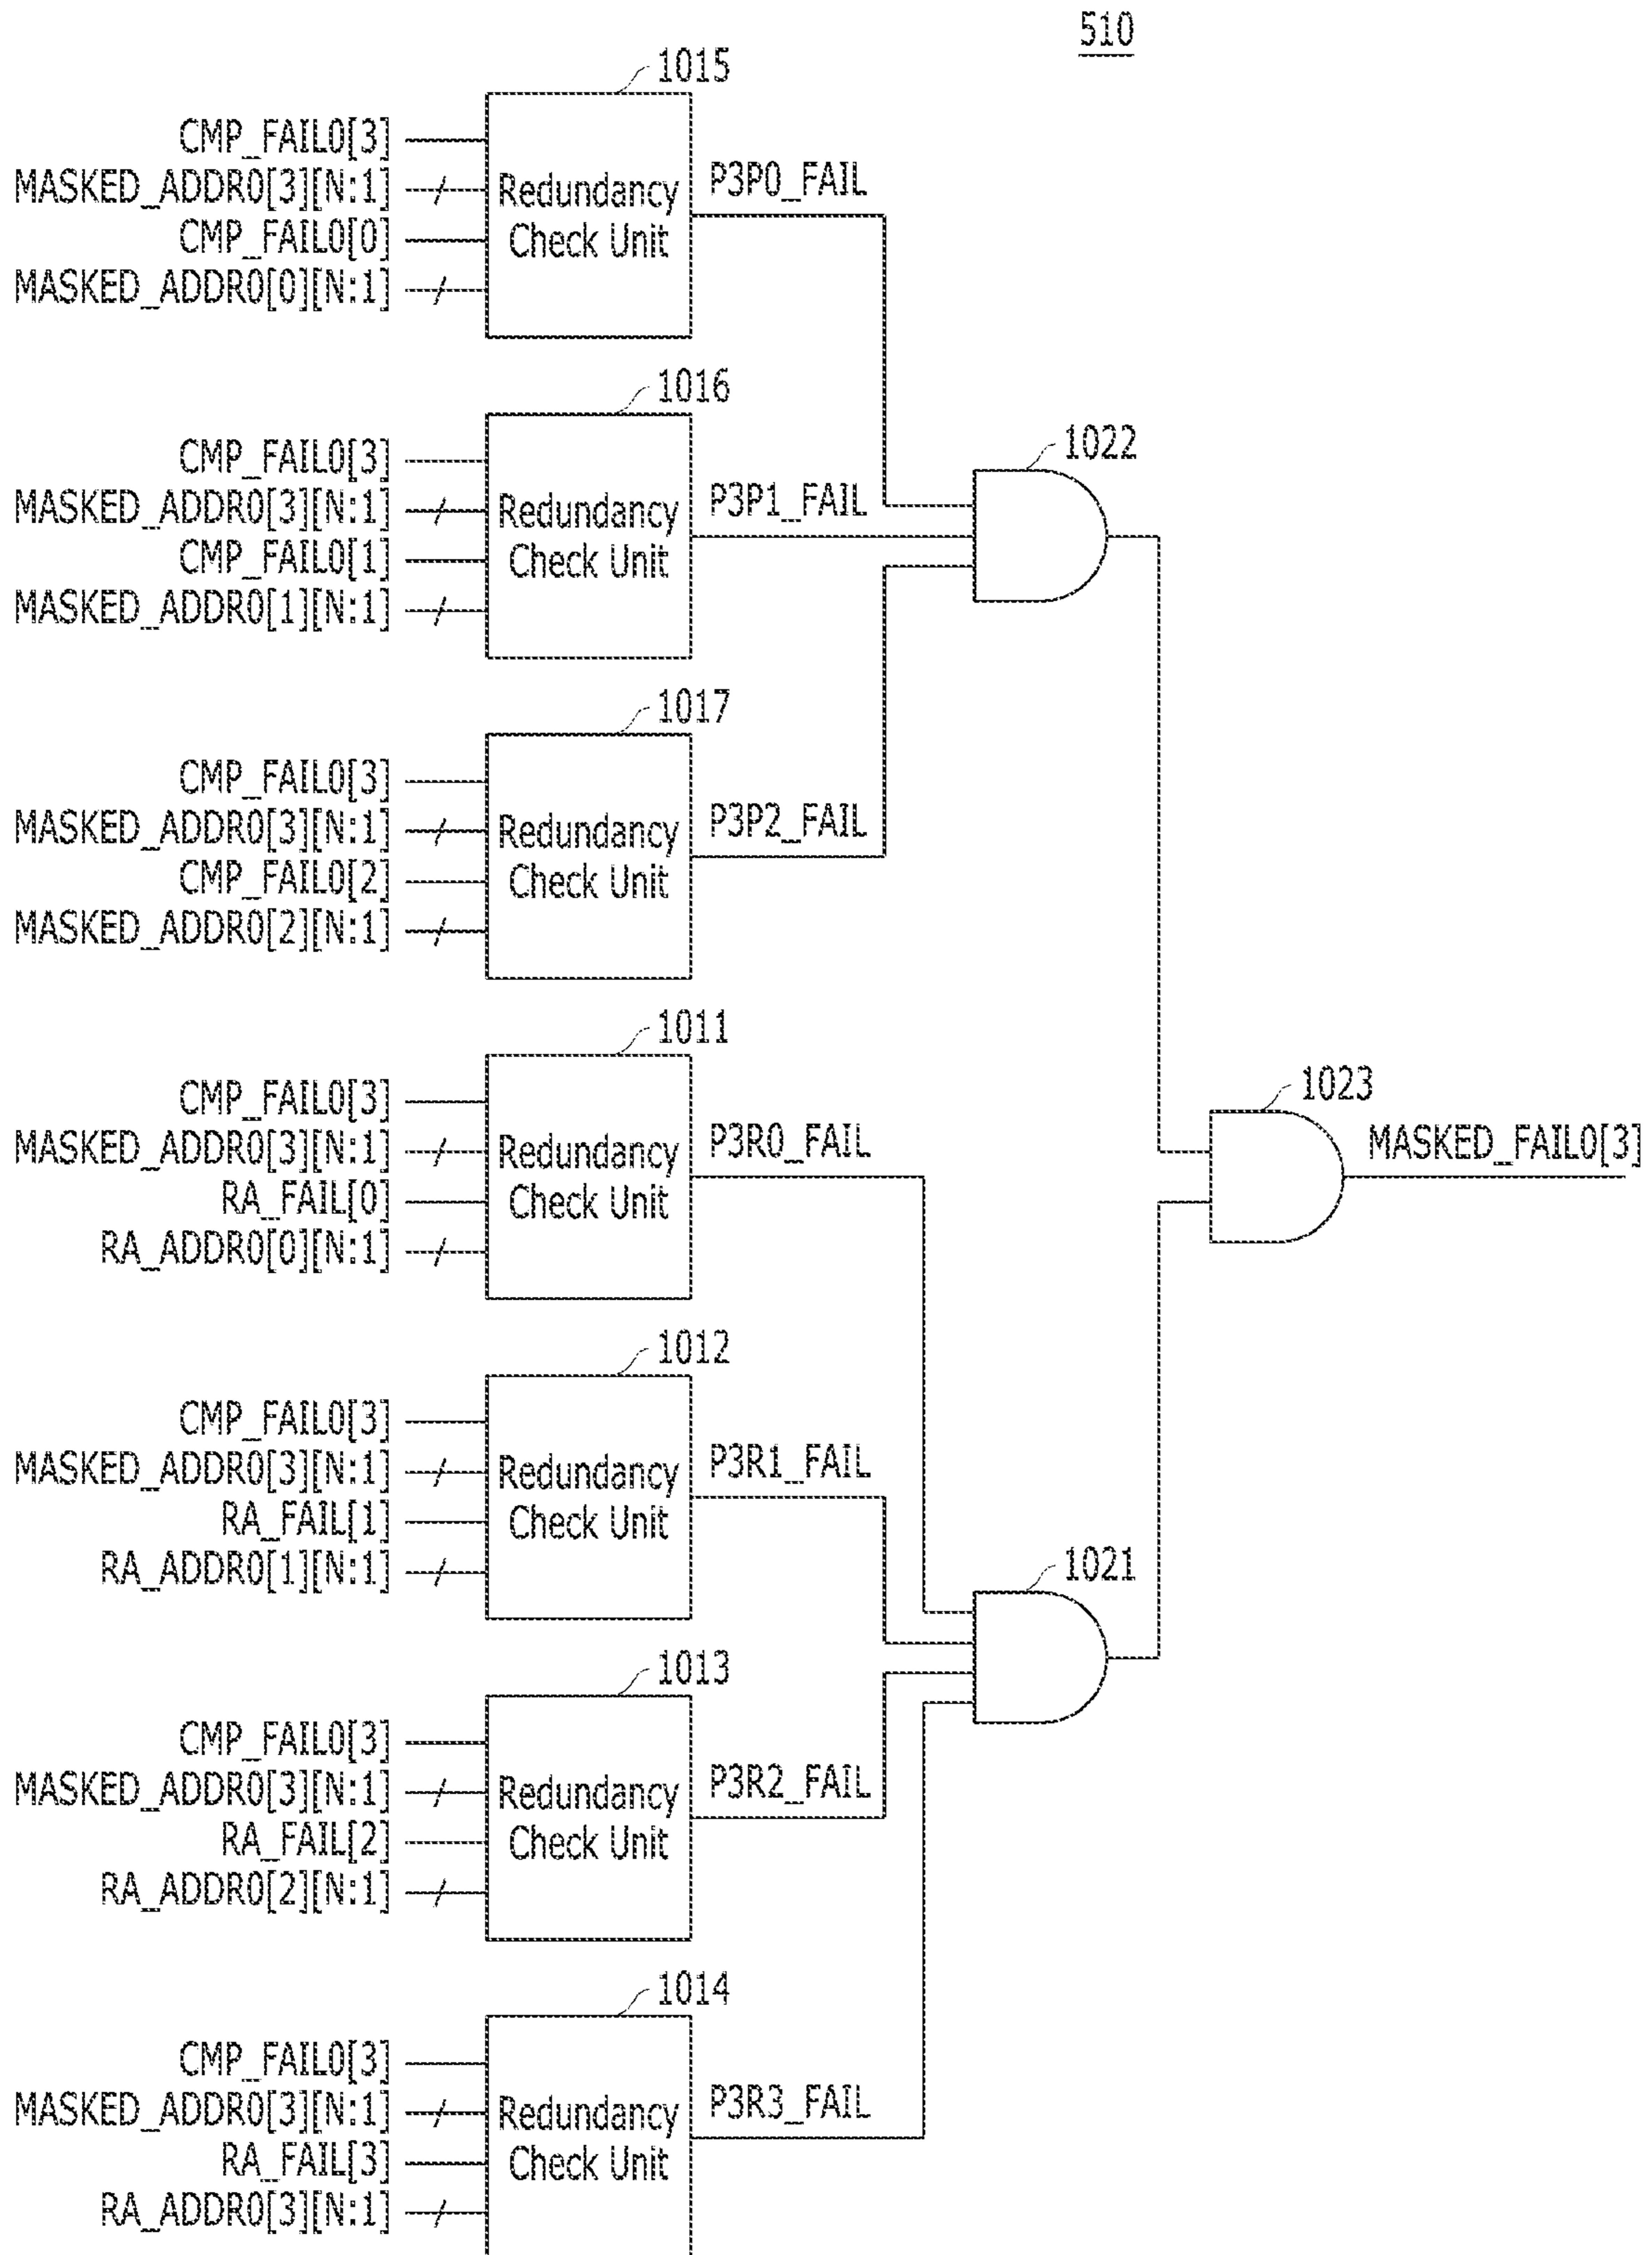 510
1015
CMP_FAIL0[3]
MASKED_ADDR0[3][N:1]
CMP_FAIL0[0]
MASKED_ADDR0[0][N:1]
Redundancy
Check Unit
P3P0_FAIL
1016
CMP_FAIL0[3]
MASKED_ADDR0[3][N:1]
CMP_FAIL0[1]
MASKED_ADDR0[1][N:1]
Redundancy
Check Unit
P3P1_FAIL
1022
1017
CMP_FAIL0[3]
MASKED_ADDR0[3][N:1]
CMP_FAIL0[2]
MASKED_ADDR0[2][N:1]
Redundancy
Check Unit
P3P2_FAIL
1011
CMP_FAIL0[3]
MASKED_ADDR0[3][N:1]
RA_FAIL[0]
RA_ADDR0[0][N:1]
Redundancy
Check Unit
P3R0_FAIL
1023
MASKED_FAIL0[3]
1012
CMP_FAIL0[3]
MASKED_ADDR0[3][N:1]
RA_FAIL[1]
RA_ADDR0[1][N:1]
Redundancy
Check Unit
P3R1_FAIL
1021
1013
CMP_FAIL0[3]
MASKED_ADDR0[3][N:1]
RA_FAIL[2]
RA_ADDR0[2][N:1]
Redundancy
Check Unit
P3R2_FAIL
1014
CMP_FAIL0[3]
MASKED_ADDR0[3][N:1]
RA_FAIL[3]
RA_ADDR0[3][N:1]
Redundancy
Check Unit
P3R3_FAIL